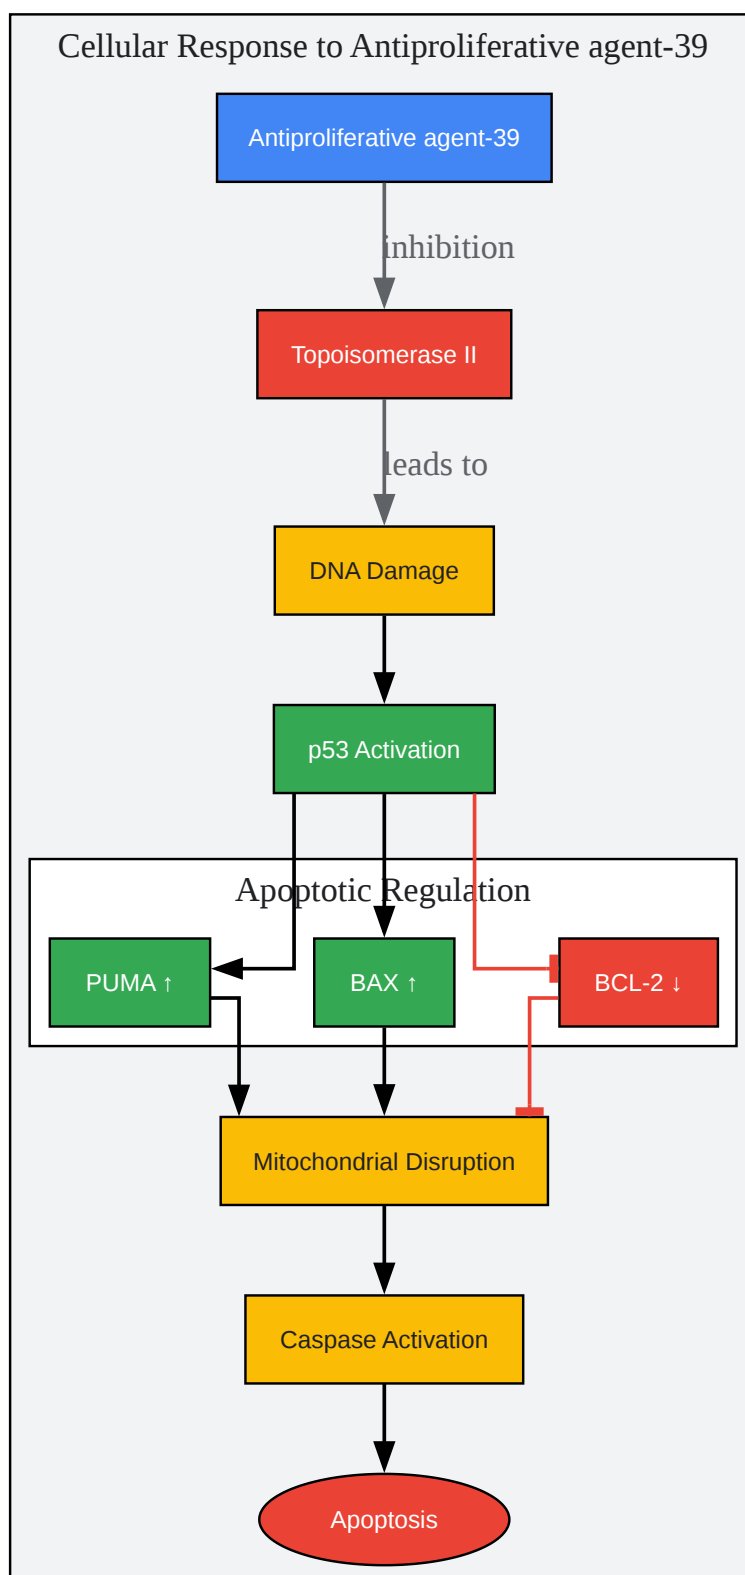 Cellular Response to Antiproliferative agent-39
Antiproliferative agent-39
inhibition
Topoisomerase II
leads to
DNA Damage
p53 Activation
Apoptotic Regulation
PUMA ↑
BAX ↑
BCL-2 ↓
Mitochondrial Disruption
Caspase Activation
Apoptosis